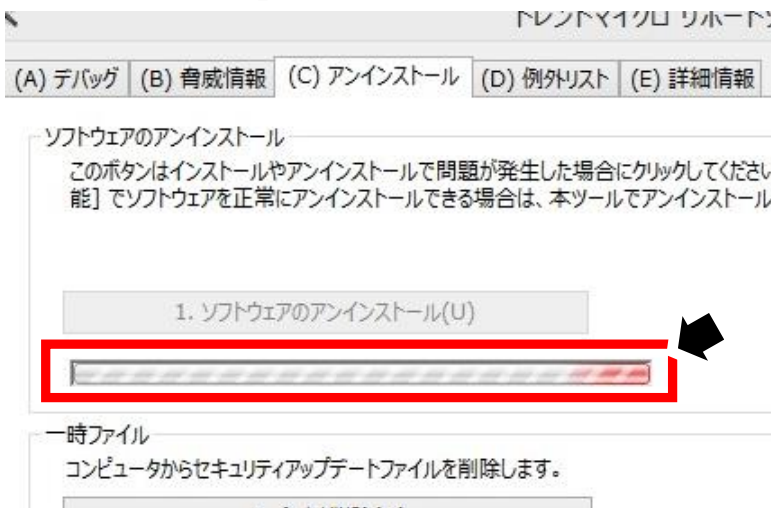 トレンドマイクロ サポート
(A) デバッグ (B) 脅威情報 (C) アンインストール (D) 例外リスト (E) 詳細情報
ソフトウェアのアンインストール
このボタンはインストールやアンインストールで問題が発生した場合にクリックしてください
能] でソフトウェアを正常にアンインストールできる場合は、本ツールでアンインストール
1. ソフトウェアのアンインストール(U)
一時ファイル
コンピュータからセキュリティアップデートファイルを削除します。